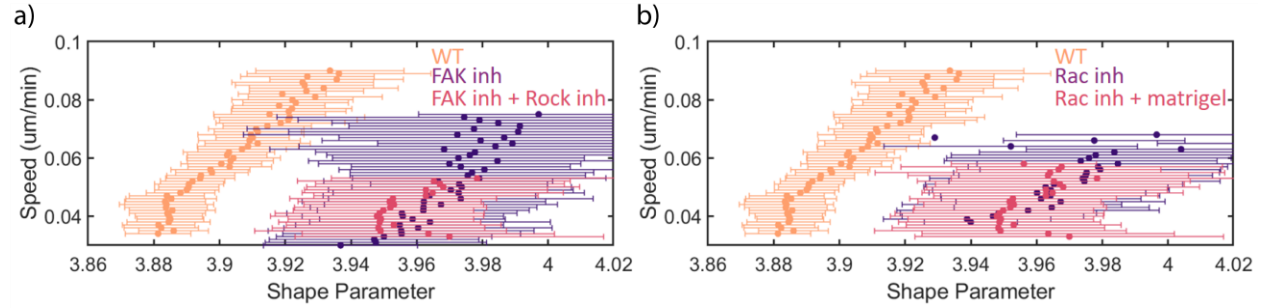 a)
0.1
0.08
0.06
0.04
Speed (um/min)
WT
FAK inh
FAK inh + Rock inh
3.86
3.88
3.9
3.92
3.94
3.96
3.98
4
4.02
Shape Parameter
b)
0.1
0.08
0.06
0.04
Speed (um/min)
WT
Rac inh
Rac inh + matrigel
3.86
3.88
3.9
3.92
3.94
3.96
3.98
4
4.02
Shape Parameter